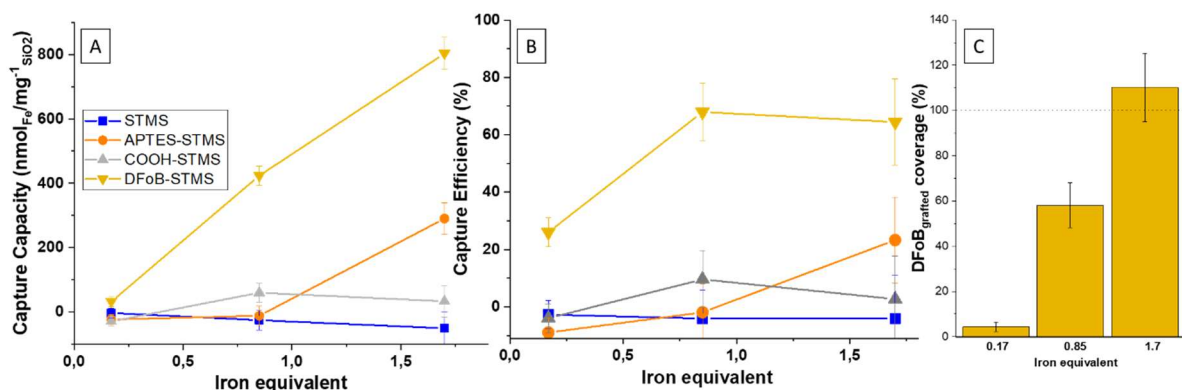 A
Capture Capacity (nmol_Fe/mg⁻¹_SiO2)
800
600
400
200
0
STMS
APTES-STMS
COOH-STMS
DFoB-STMS
0,0 0,5 1,0 1,5
Iron equivalent
B
Capture Efficiency (%)
100
80
60
40
20
0
0,0 0,5 1,0 1,5
Iron equivalent
C
DFoB_grafted coverage (%)
140
120
100
80
60
40
20
0
0.17 0.85 1.7
Iron equivalent